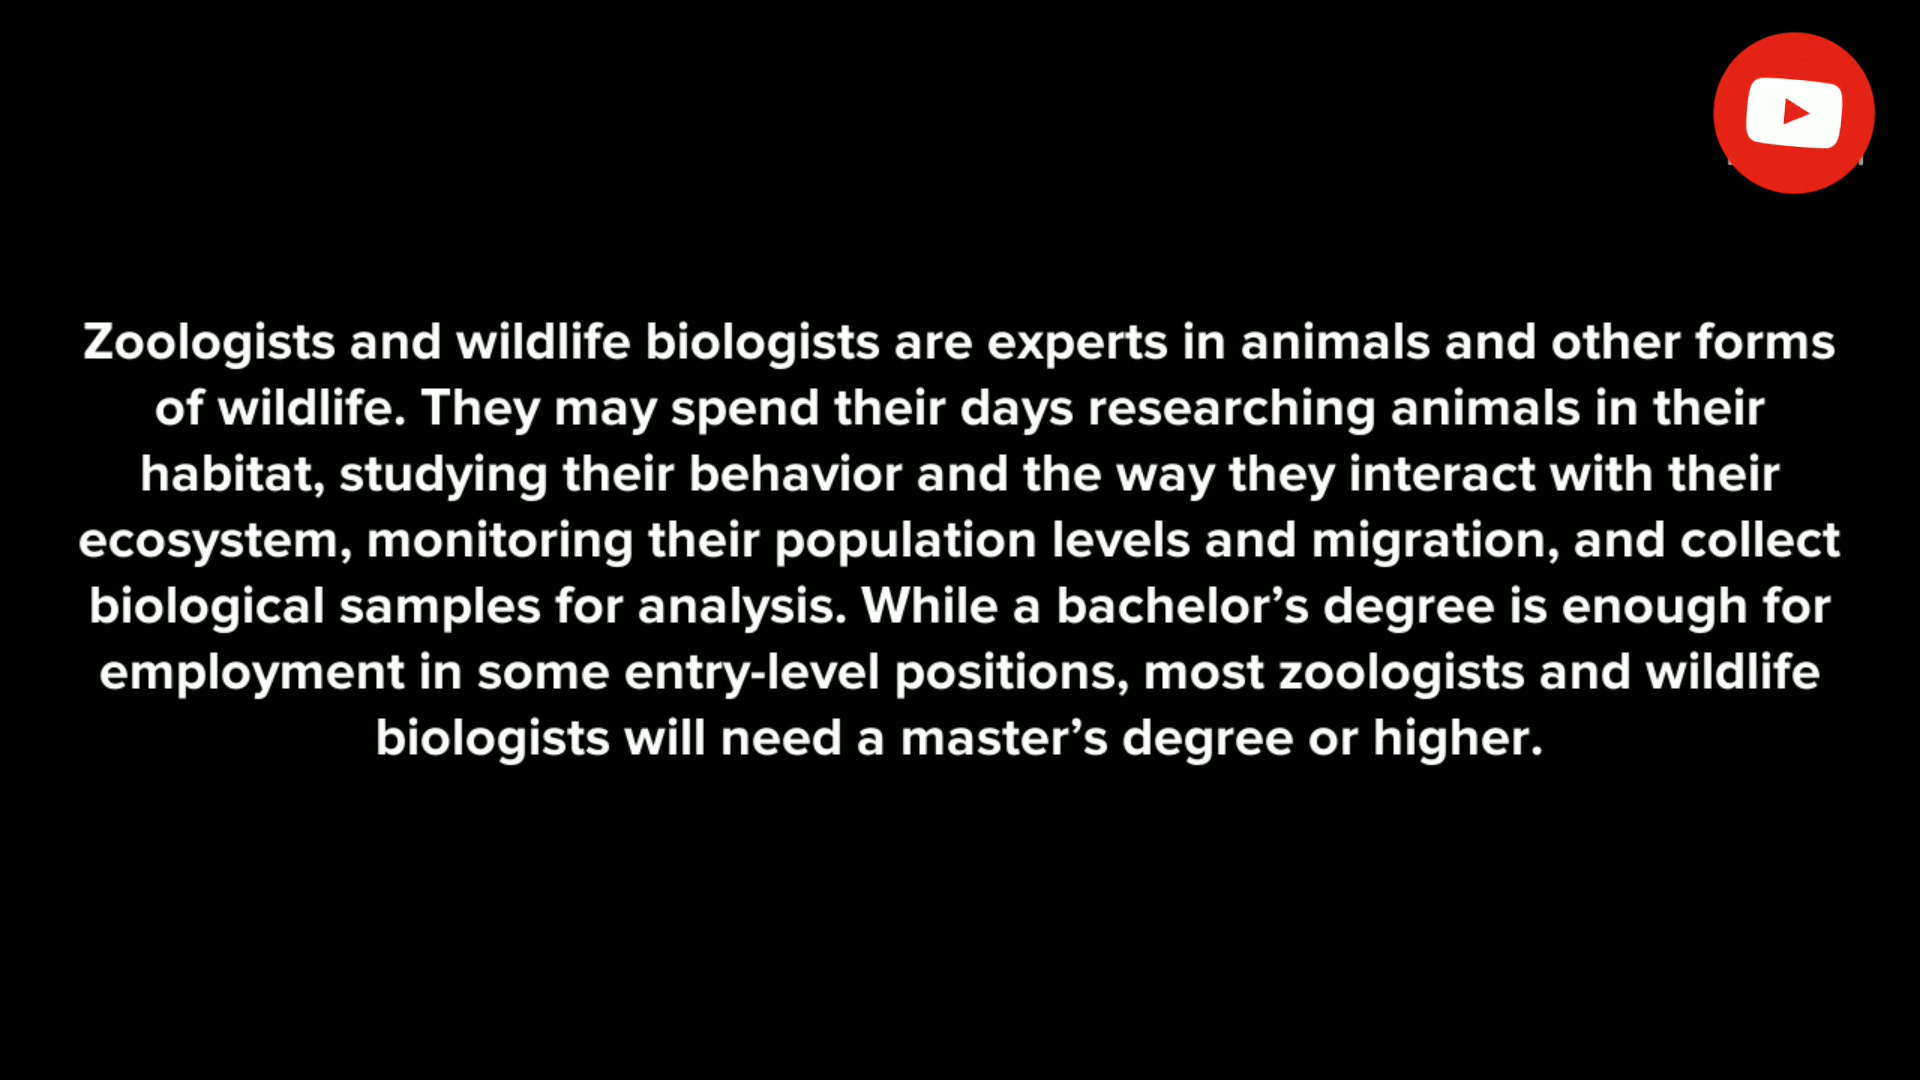 Zoologists and wildlife biologists are experts in animals and other forms
of wildlife. They may spend their days researching animals in their
habitat, studying their behavior and the way they interact with their
ecosystem, monitoring their population levels and migration, and collect
biological samples for analysis. While a bachelor’s degree is enough for
employment in some entry-level positions, most zoologists and wildlife
biologists will need a master’s degree or higher.